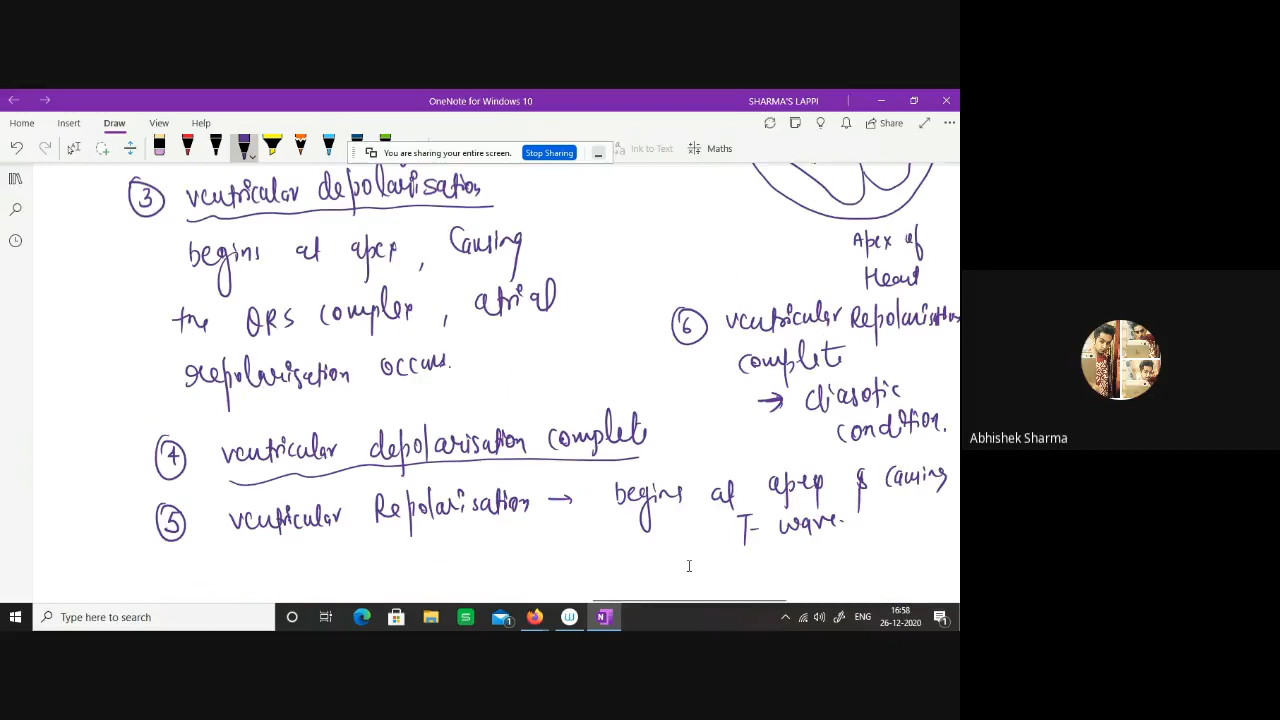 OneNote for Windows 10
SHARMA'S LAPPI
Home Insert Draw View Help
Share
You are sharing your entire screen. Stop Sharing
Ink to Text
Maths
3 ventricular depolarisation
begins at apex, Causing
the QRS complex, atrial
repolarisation occurs.
4 ventricular depolarisation complete
5 ventricular Repolarisation → begins at apex & causing
T- wave.
Apex of
Heart
6 ventricular Repolarisation
complete
→ diasotic
condition.
Abhishek Sharma
Type here to search
ENG
16:58
26-12-2020